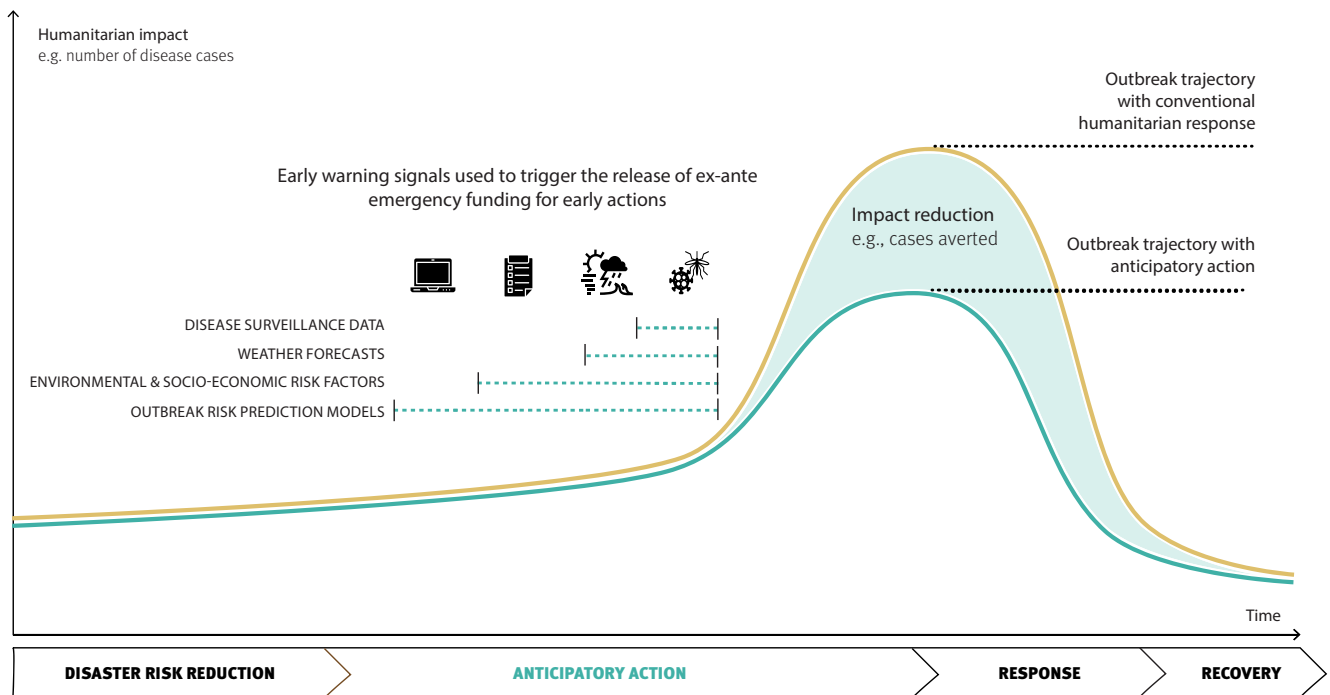 Humanitarian impact
e.g. number of disease cases
Outbreak trajectory
with conventional
humanitarian response
Early warning signals used to trigger the release of ex-ante
emergency funding for early actions
Impact reduction
e.g., cases averted
Outbreak trajectory with
anticipatory action
DISEASE SURVEILLANCE DATA
WEATHER FORECASTS
ENVIRONMENTAL & SOCIO-ECONOMIC RISK FACTORS
OUTBREAK RISK PREDICTION MODELS
Time
DISASTER RISK REDUCTION
ANTICIPATORY ACTION
RESPONSE
RECOVERY